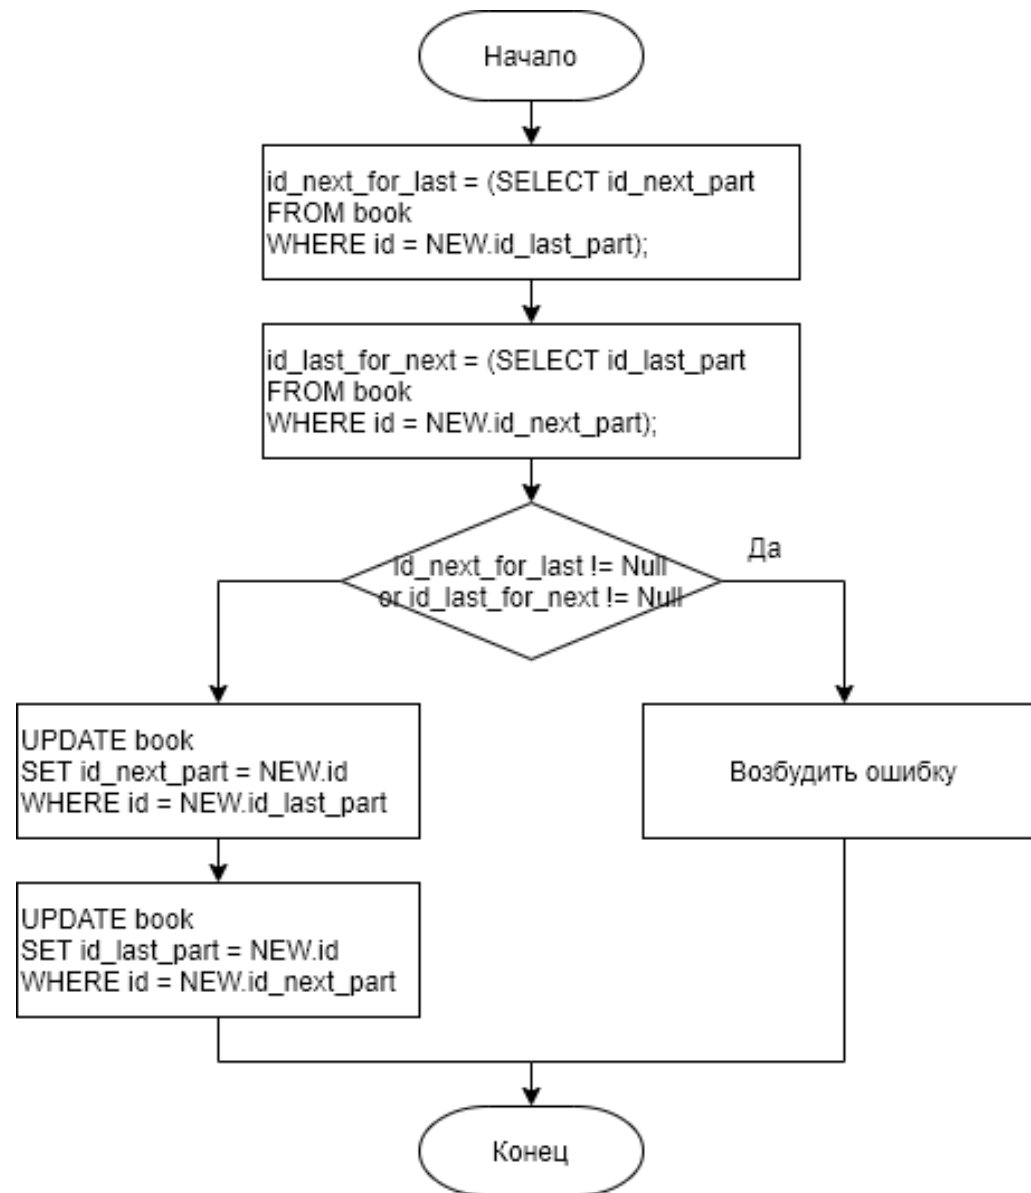 Начало
id_next_for_last = (SELECT id_next_part
FROM book
WHERE id = NEW.id_last_part);
id_last_for_next = (SELECT id_last_part
FROM book
WHERE id = NEW.id_next_part);
id_next_for_last != Null
or id_last_for_next != Null
Да
UPDATE book
SET id_next_part = NEW.id
WHERE id = NEW.id_last_part
Возбудить ошибку
UPDATE book
SET id_last_part = NEW.id
WHERE id = NEW.id_next_part
Конец